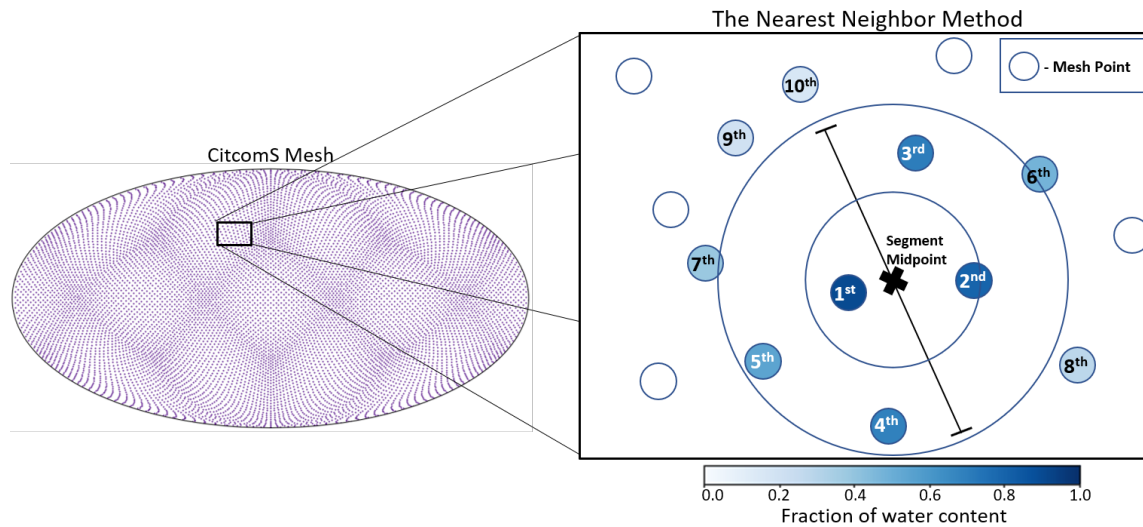 The Nearest Neighbor Method
CitcomS Mesh
- Mesh Point
10th
9th
3rd
6th
Segment
Midpoint
7th
1st
2nd
5th
8th
4th
0.0 0.2 0.4 0.6 0.8 1.0
Fraction of water content